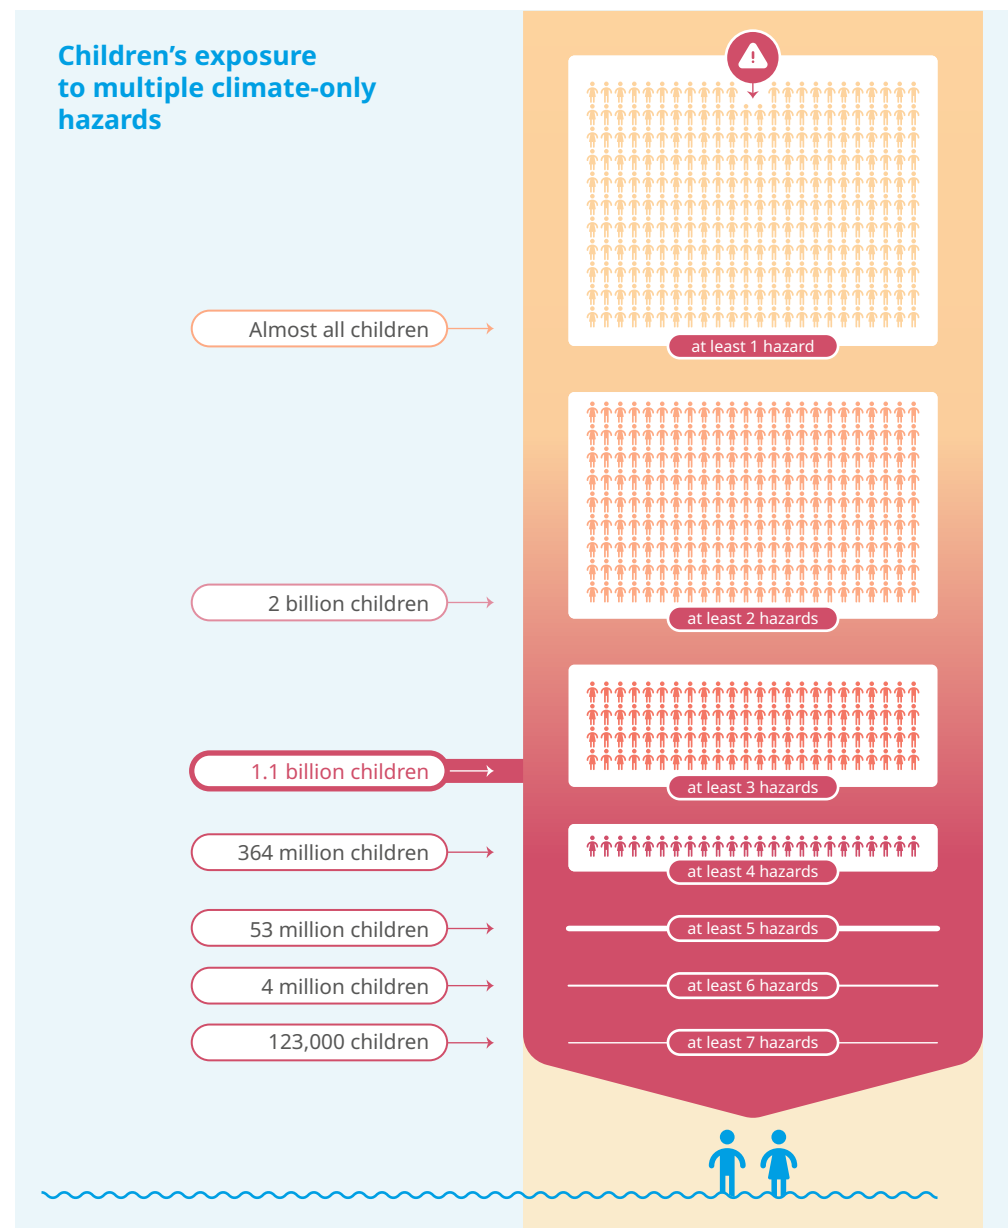 Children’s exposure
to multiple climate-only
hazards
!
Almost all children
at least 1 hazard
2 billion children
at least 2 hazards
1.1 billion children
at least 3 hazards
364 million children
at least 4 hazards
53 million children
at least 5 hazards
4 million children
at least 6 hazards
123,000 children
at least 7 hazards